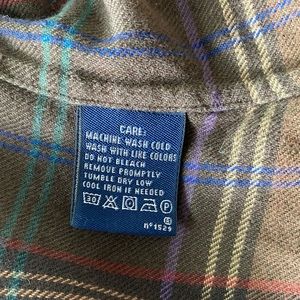 CARE:
MACHINE WASH COLD
WASH WITH LIKE COLORS
DO NOT BLEACH
REMOVE PROMPTLY
TUMBLE DRY LOW
COOL IRON IF NEEDED
30 P
nº1529